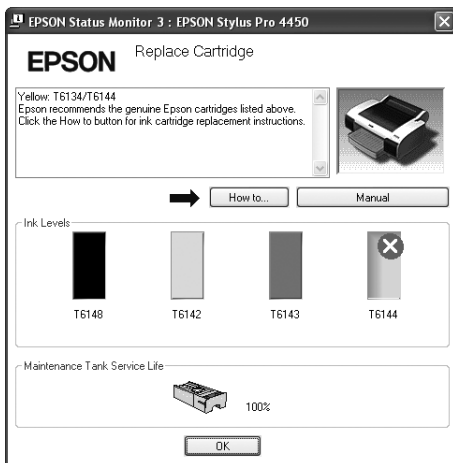 EPSON Status Monitor 3 : EPSON Stylus Pro 4450
EPSON
Replace Cartridge
Yellow: T6134/T6144
Epson recommends the genuine Epson cartridges listed above.
Click the How to button for ink cartridge replacement instructions.
How to...
Manual
Ink Levels
T6148
T6142
T6143
T6144
Maintenance Tank Service Life
100%
OK